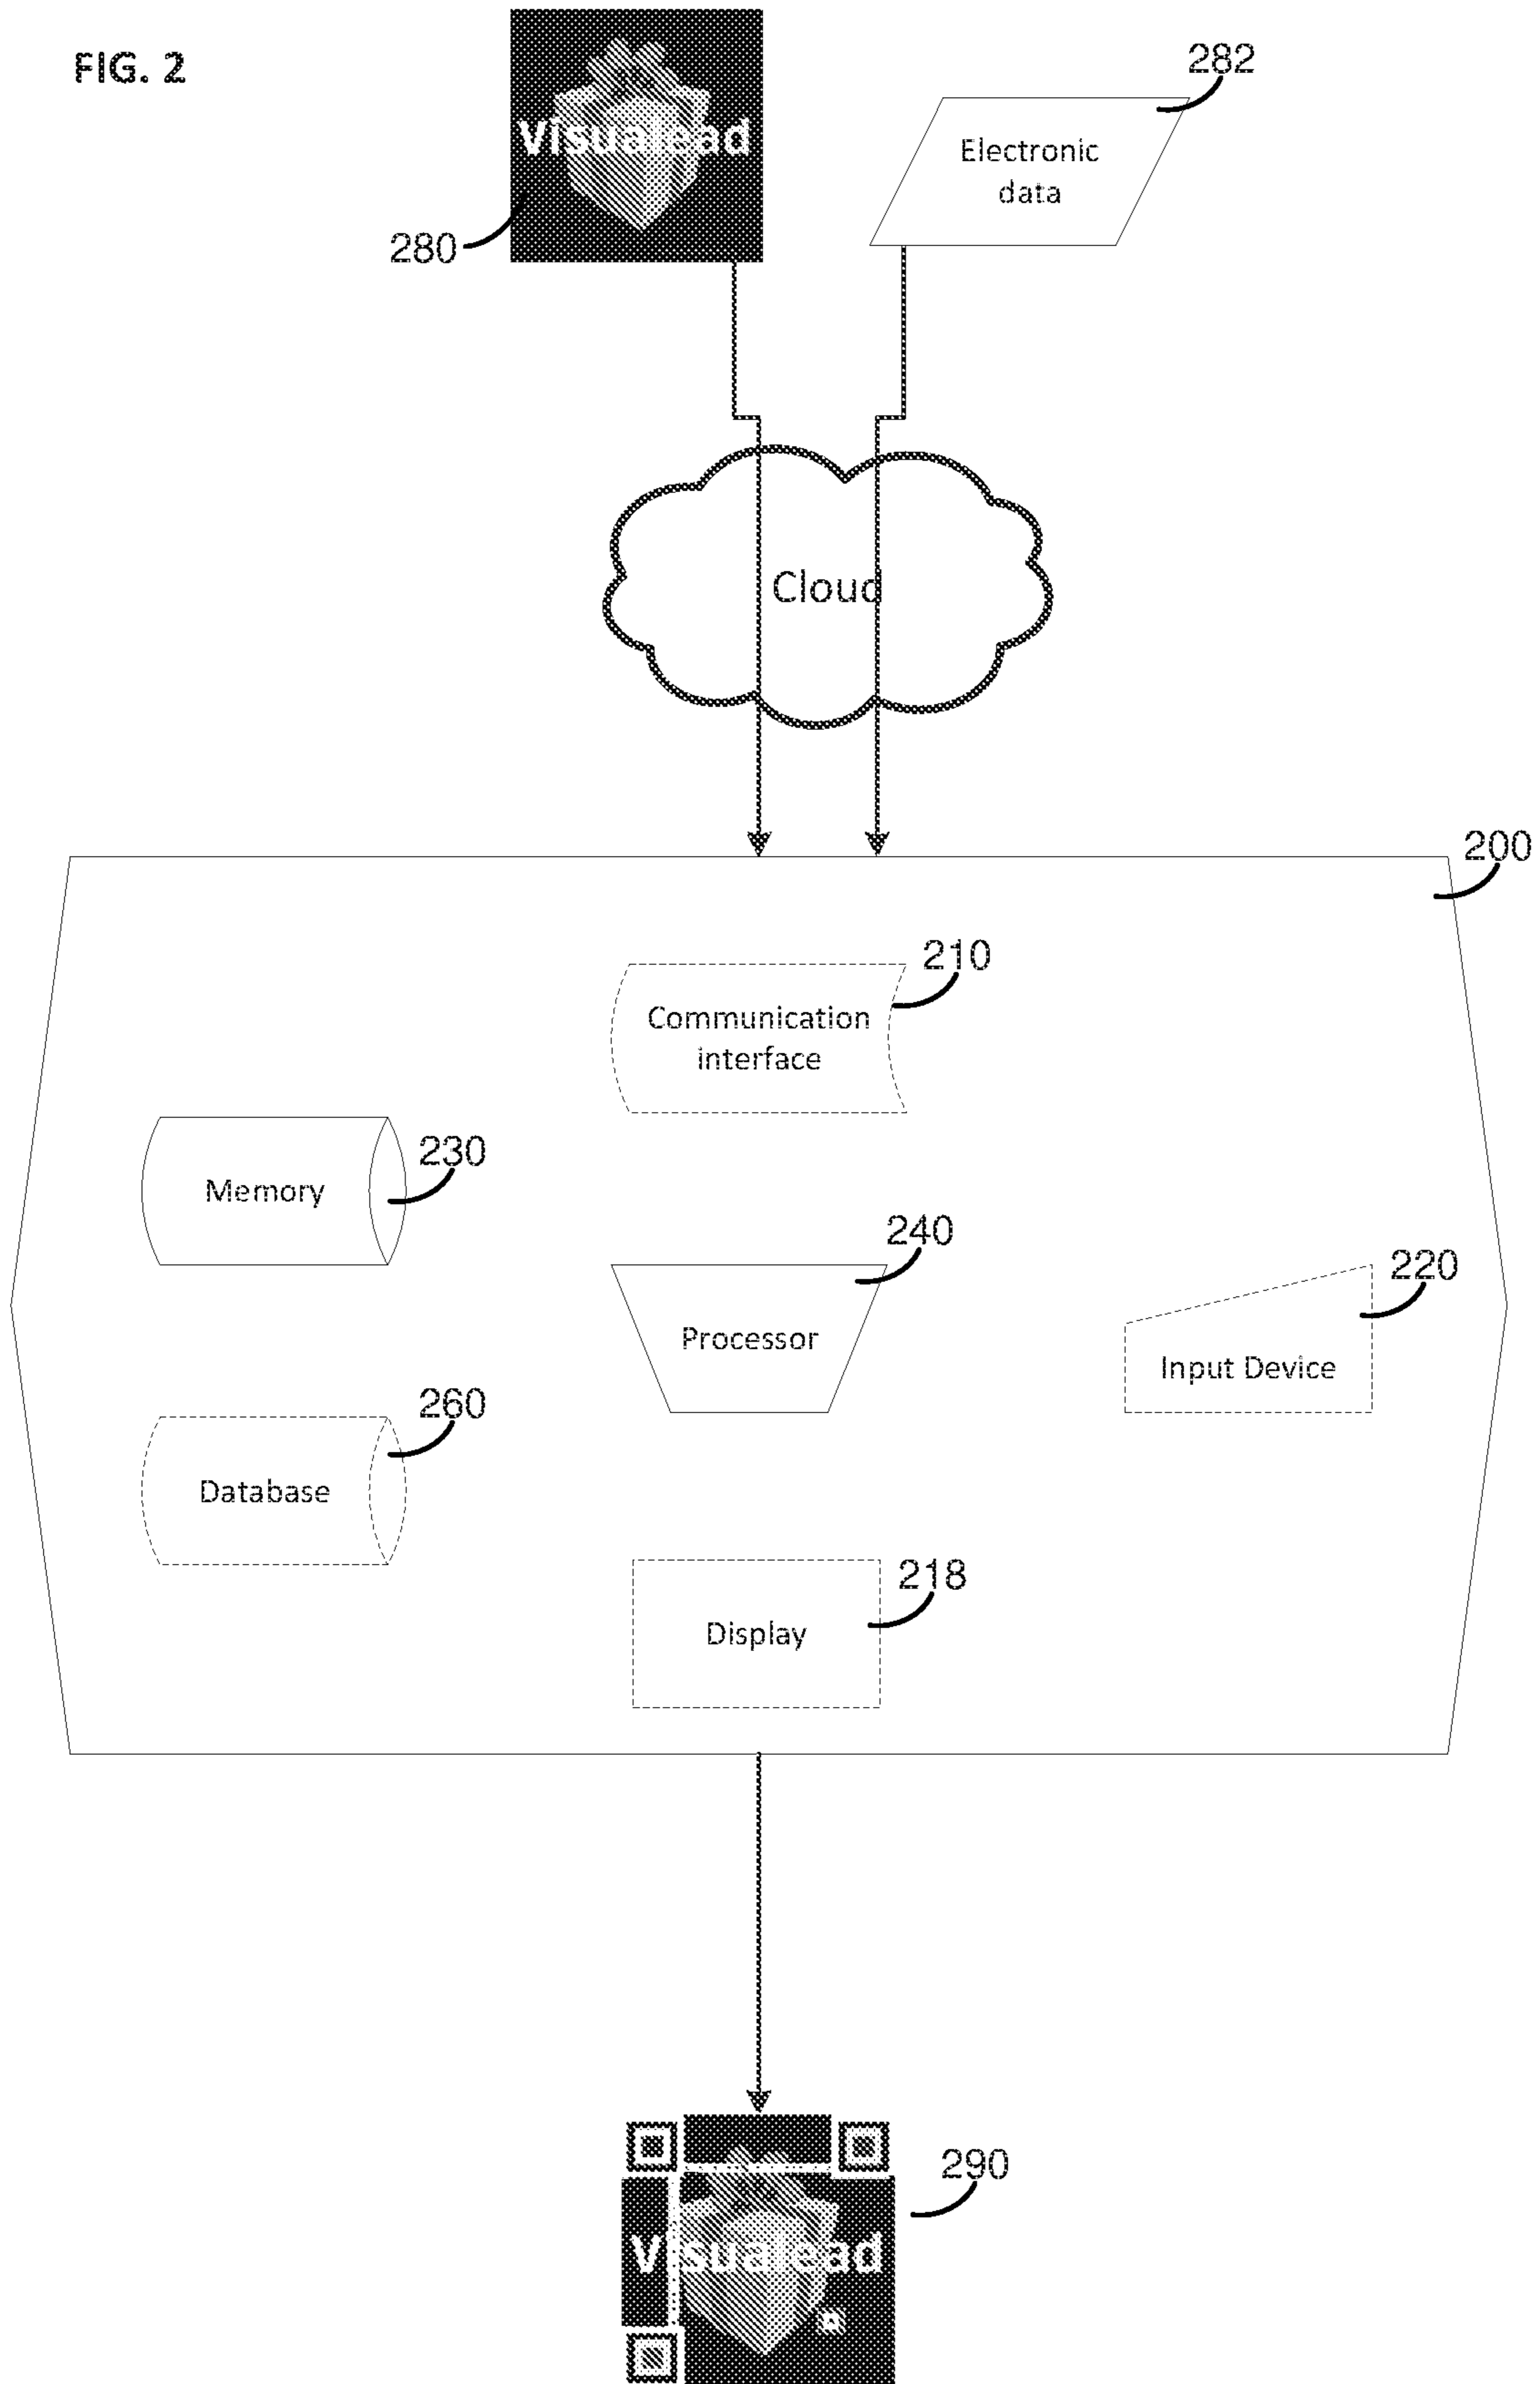 FIG. 2
Visualead
280
282
Electronic
data
Cloud
200
210
Communication
interface
230
Memory
240
Processor
220
Input Device
260
Database
218
Display
290
Visualead